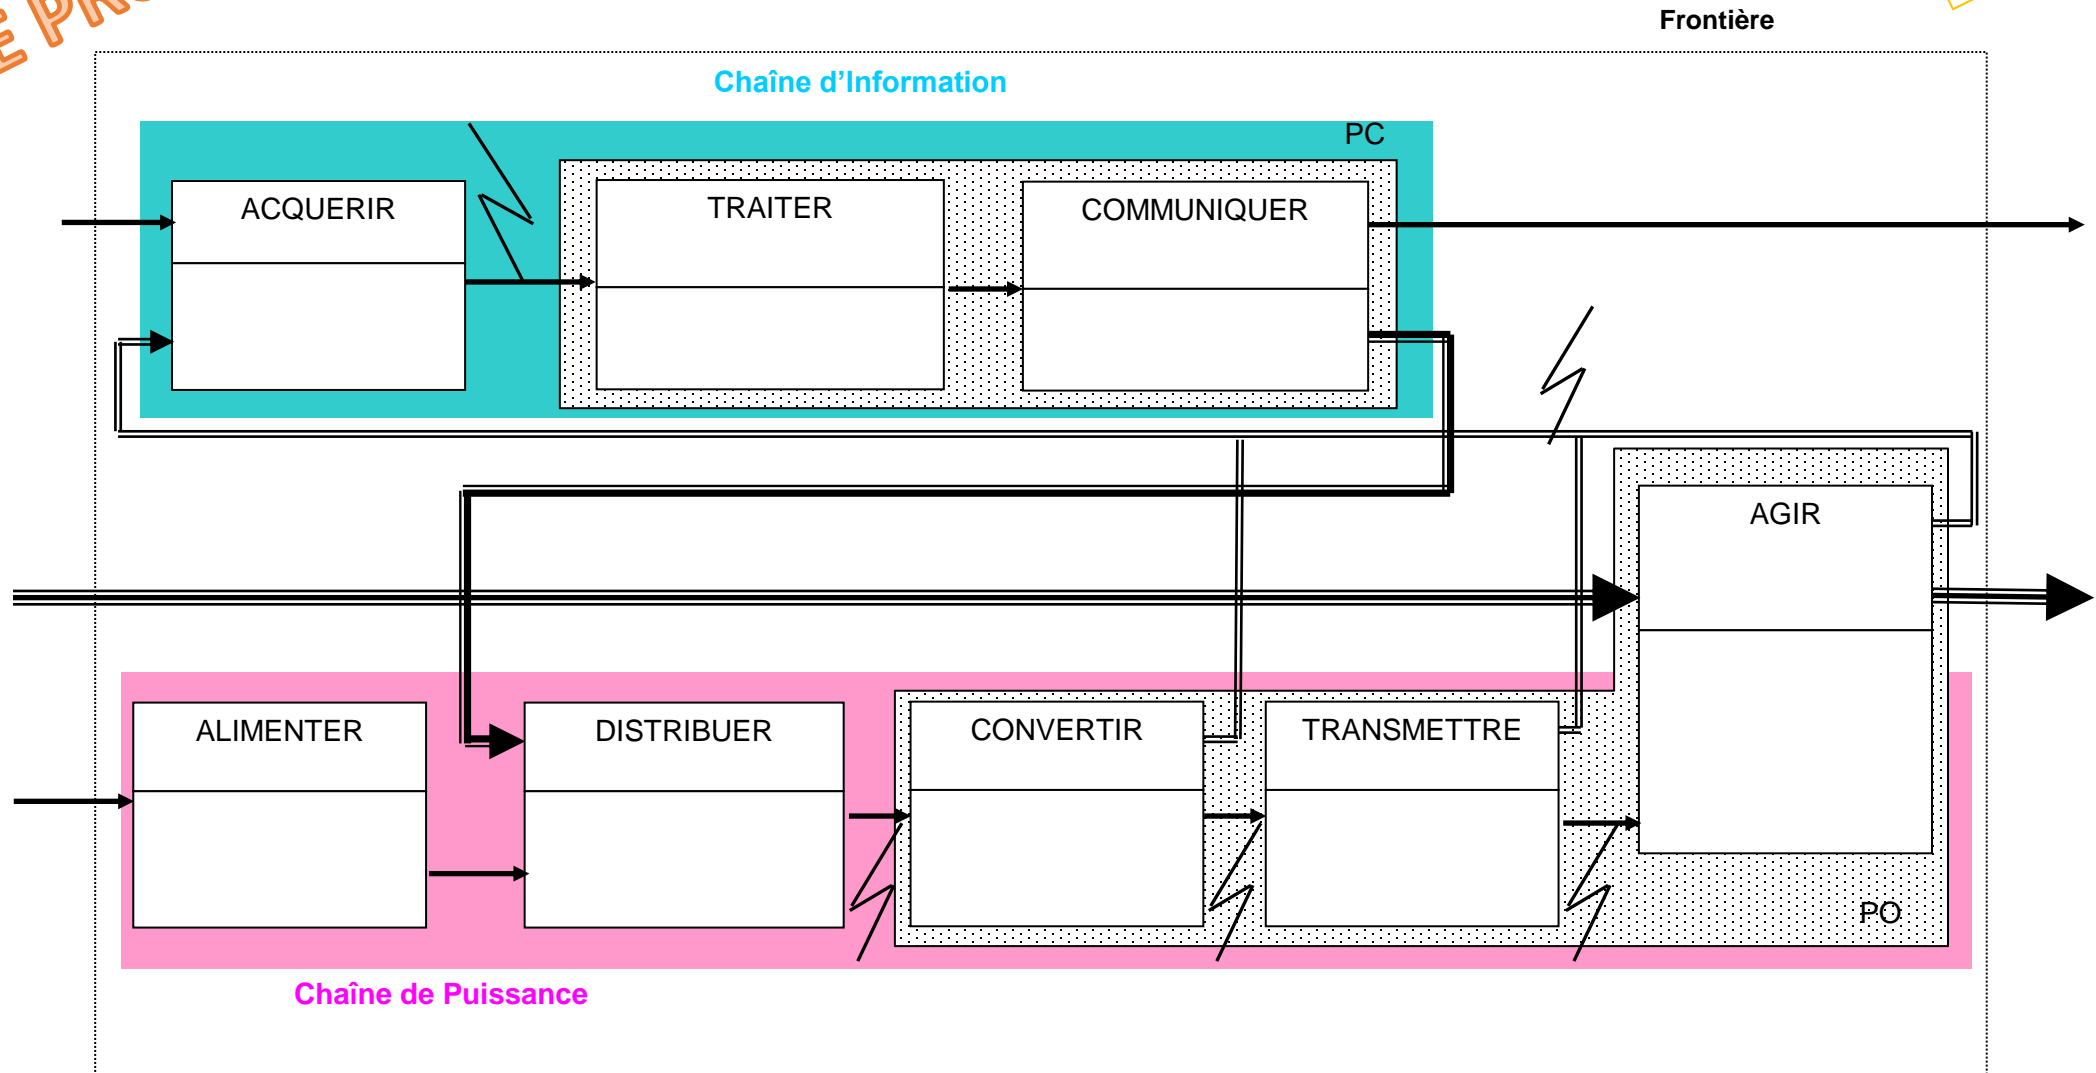 Frontière
Chaîne d'Information
PC
ACQUERIR
TRAITER
COMMUNIQUER
AGIR
ALIMENTER
DISTRIBUER
CONVERTIR
TRANSMETTRE
PO
Chaîne de Puissance